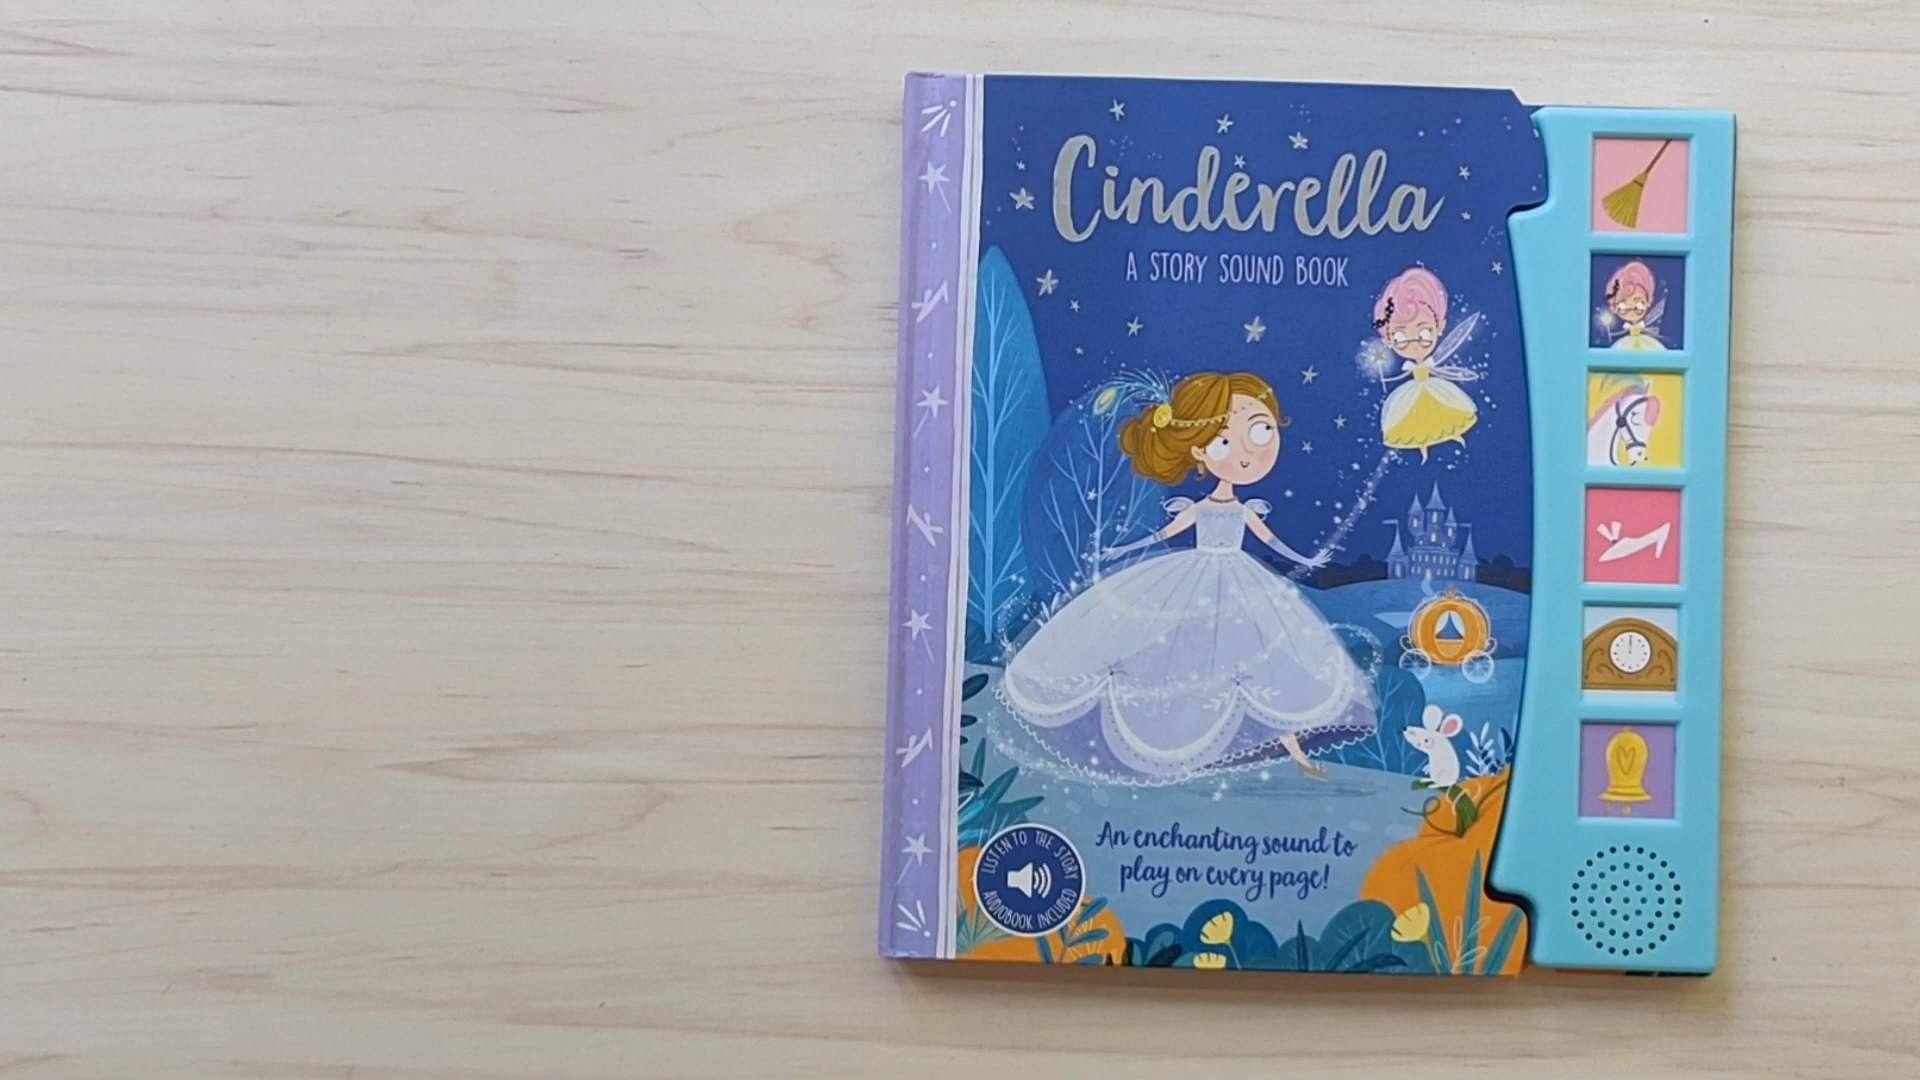 Cinderella
A STORY SOUND BOOK
An enchanting sound to
play on every page!
LISTEN TO THE STORY
AUDIOBOOK INCLUDED